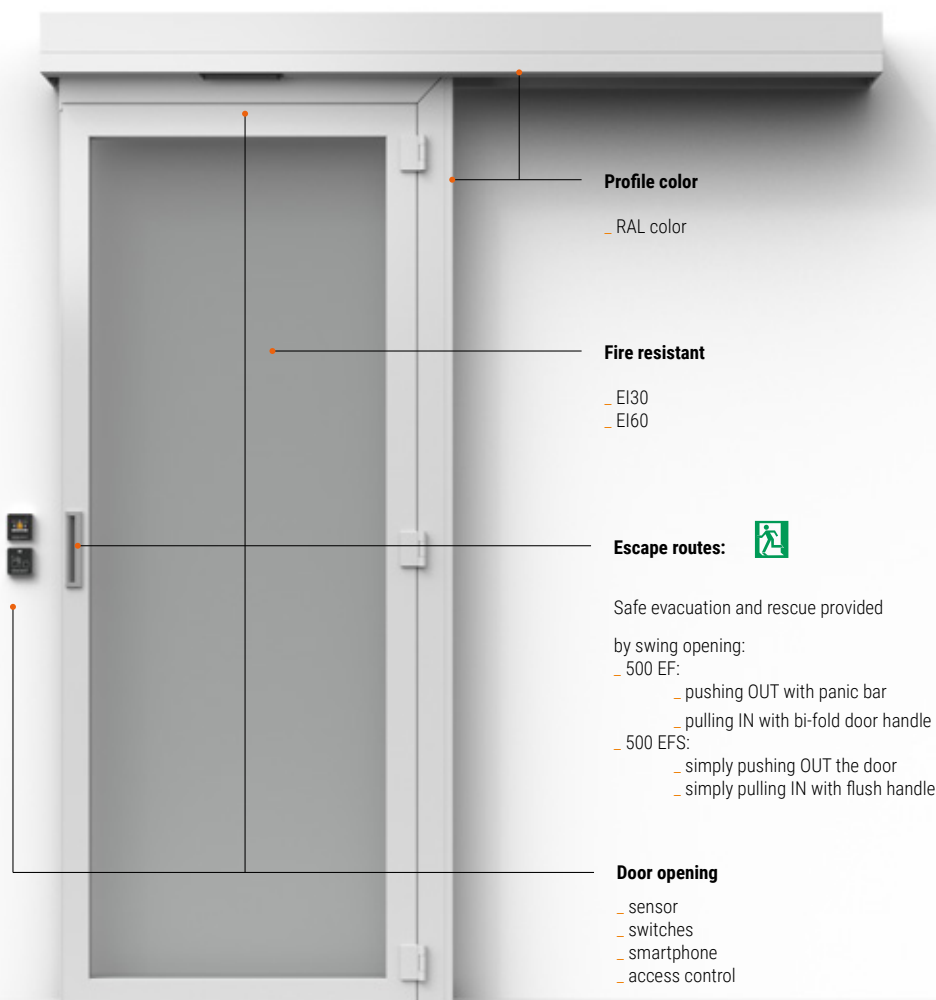 Profile color
_ RAL color
Fire resistant
_ EI30
_ EI60
Escape routes:
Safe evacuation and rescue provided
by swing opening:
_ 500 EF:
_ pushing OUT with panic bar
_ pulling IN with bi-fold door handle
_ 500 EFS:
_ simply pushing OUT the door
_ simply pulling IN with flush handle
Door opening
_ sensor
_ switches
_ smartphone
_ access control